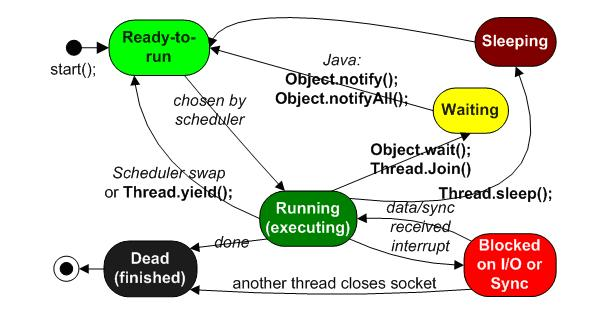 Ready-to-
run
start();
Sleeping
Java:
Object.notify();
Object.notifyAll();
Waiting
chosen by
scheduler
Object.wait();
Thread.Join()
Scheduler swap
or Thread.yield();
Thread.sleep();
Running
(executing)
data/sync
received
interrupt
done
Dead
(finished)
Blocked
on I/O or
Sync
another thread closes socket